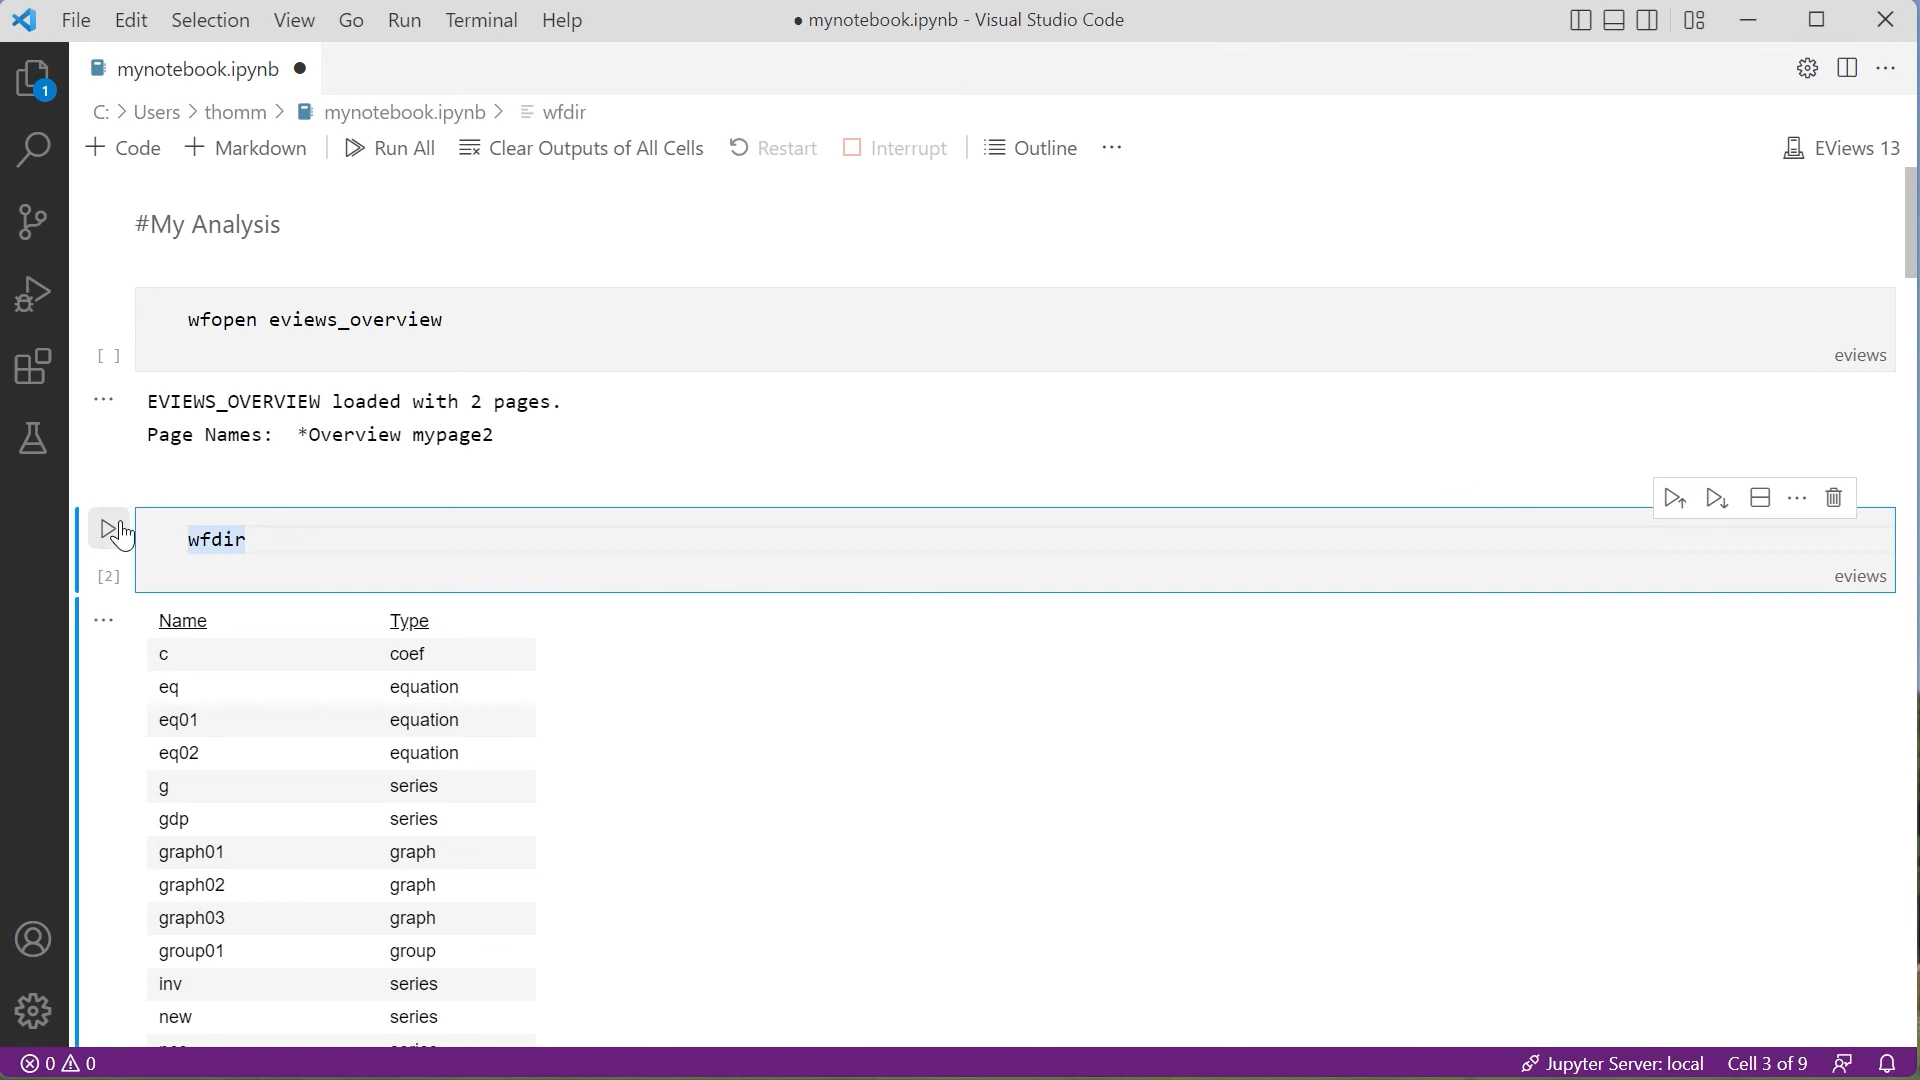 File Edit Selection View Go Run Terminal Help
● mynotebook.ipynb - Visual Studio Code
mynotebook.ipynb ●
1
C: > Users > thomm > mynotebook.ipynb > wfdir
+ Code + Markdown Run All Clear Outputs of All Cells Restart Interrupt Outline ... EViews 13
#My Analysis
wfopen eviews_overview
[ ]
eviews
EVIEWS_OVERVIEW loaded with 2 pages.
Page Names:  *Overview mypage2
wfdir
[2]
eviews
Name Type
c coef
eq equation
eq01 equation
eq02 equation
g series
gdp series
graph01 graph
graph02 graph
graph03 graph
group01 group
inv series
new series
0 0 Jupyter Server: local Cell 3 of 9